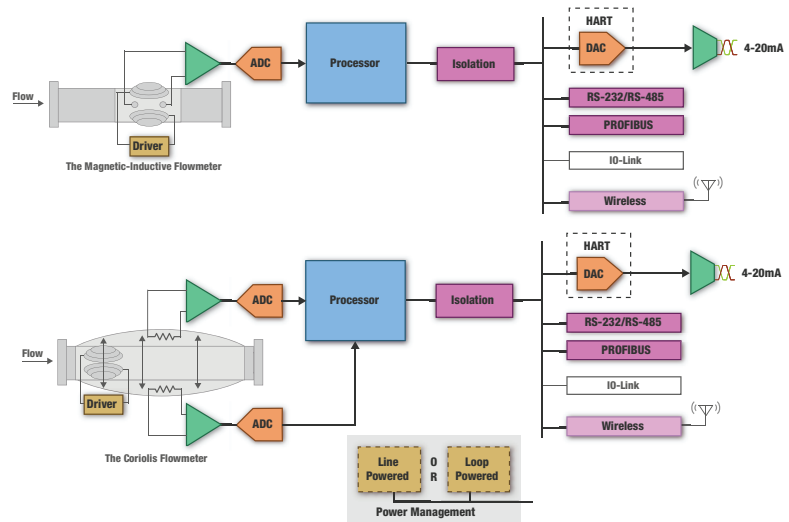 HART
ADC
Processor
Isolation
DAC
4-20mA
Flow
RS-232/RS-485
PROFIBUS
Driver
The Magnetic-Inductive Flowmeter
IO-Link
Wireless
HART
ADC
Processor
Isolation
DAC
4-20mA
RS-232/RS-485
PROFIBUS
Flow
IO-Link
Driver
ADC
Wireless
The Coriolis Flowmeter
Line
Powered
O
R
Loop
Powered
Power Management